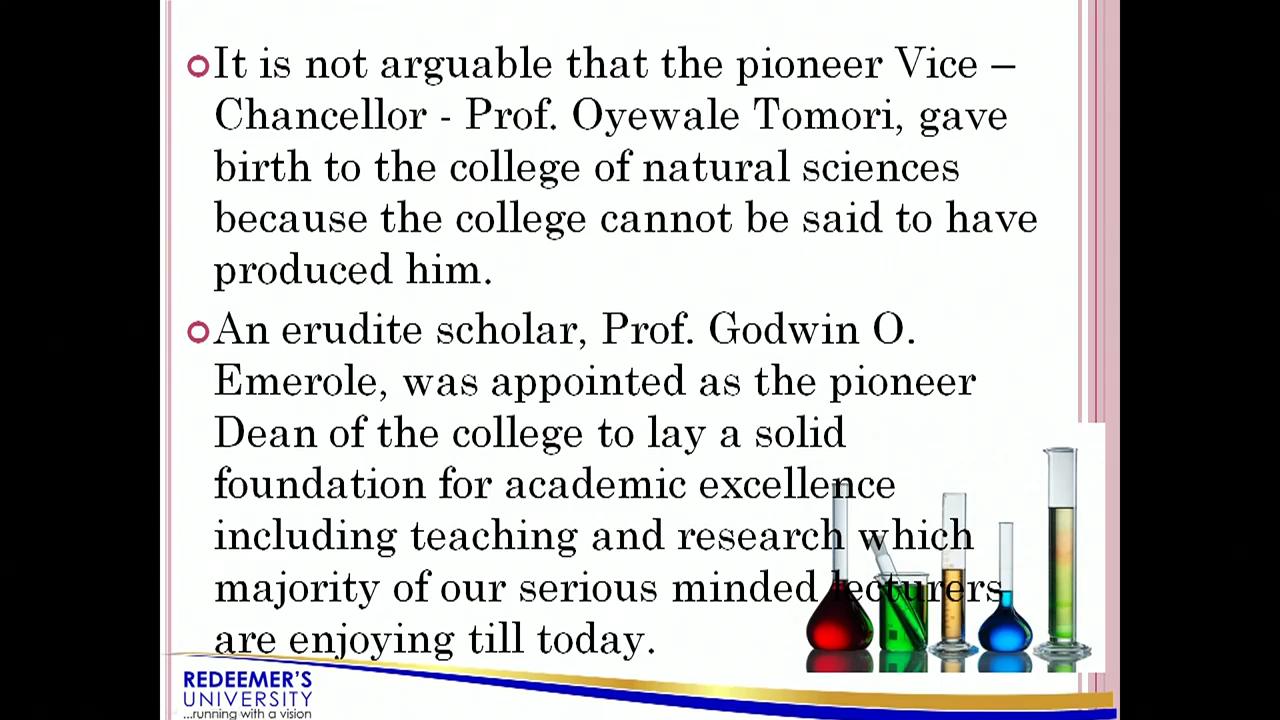 It is not arguable that the pioneer Vice –
Chancellor - Prof. Oyewale Tomori, gave
birth to the college of natural sciences
because the college cannot be said to have
produced him.
An erudite scholar, Prof. Godwin O.
Emerole, was appointed as the pioneer
Dean of the college to lay a solid
foundation for academic excellence
including teaching and research which
majority of our serious minded lecturers
are enjoying till today.
REDEEMER'S
UNIVERSITY
...running with a vision